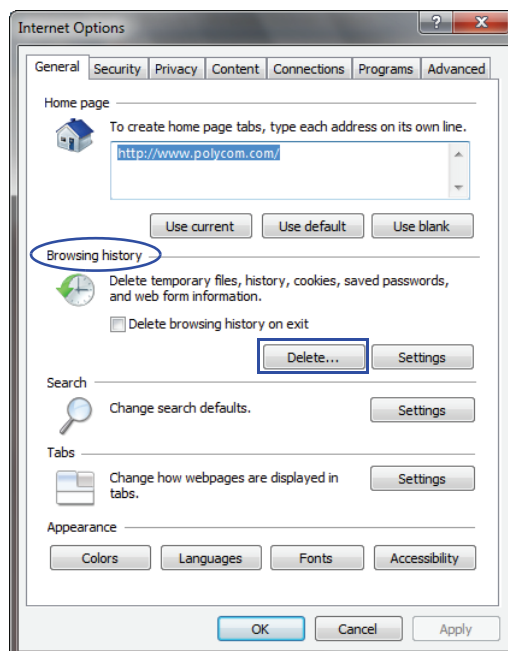 Internet Options
?
X
General Security Privacy Content Connections Programs Advanced
Home page
To create home page tabs, type each address on its own line.
http://www.polycom.com/
Use current Use default Use blank
Browsing history
Delete temporary files, history, cookies, saved passwords,
and web form information.
Delete browsing history on exit
Delete... Settings
Search
Change search defaults. Settings
Tabs
Change how webpages are displayed in Settings
tabs.
Appearance
Colors Languages Fonts Accessibility
OK Cancel Apply